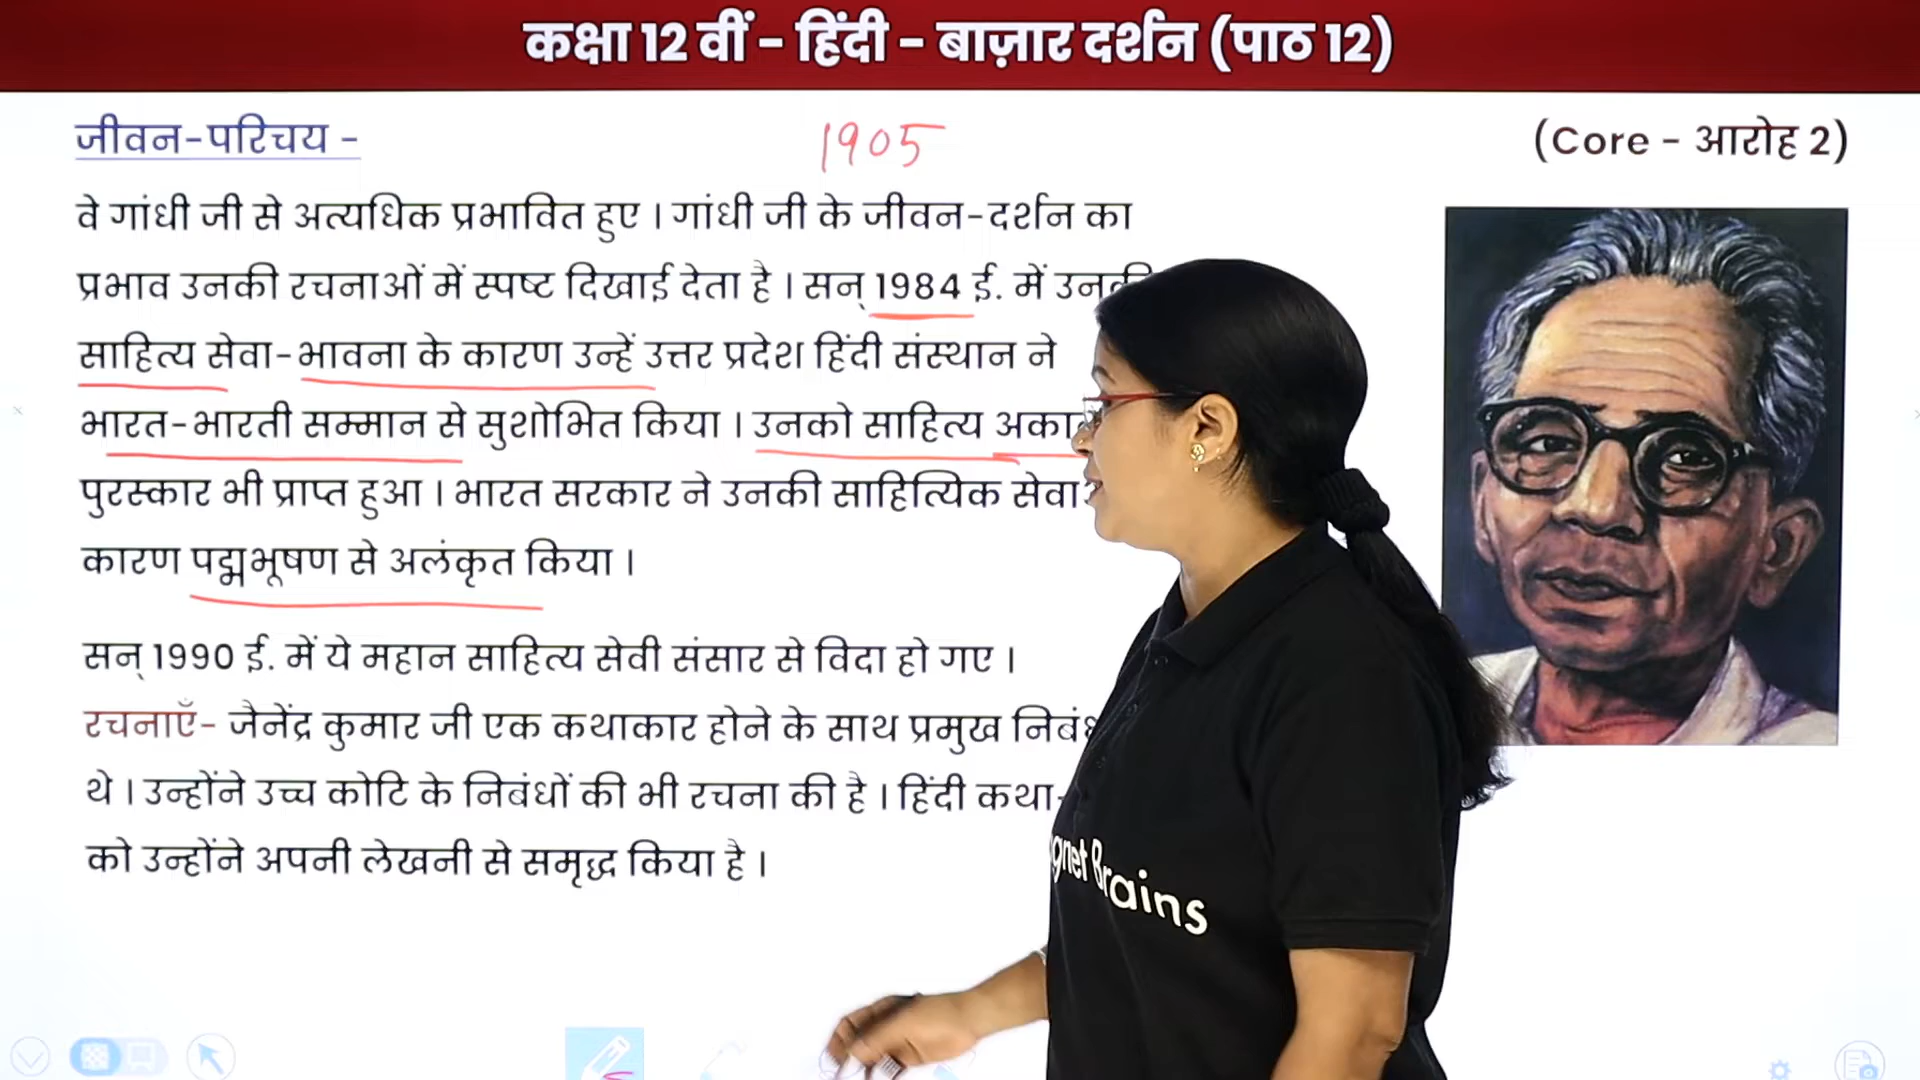 कक्षा 12 वीं - हिंदी - बाज़ार दर्शन (पाठ 12)
जीवन-परिचय -
1905
(Core - आरोह 2)
वे गांधी जी से अत्यधिक प्रभावित हुए । गांधी जी के जीवन-दर्शन का
प्रभाव उनकी रचनाओं में स्पष्ट दिखाई देता है । सन् 1984 ई. में उनकी
साहित्य सेवा-भावना के कारण उन्हें उत्तर प्रदेश हिंदी संस्थान ने
भारत-भारती सम्मान से सुशोभित किया । उनको साहित्य
पुरस्कार भी प्राप्त हुआ । भारत सरकार ने उनकी साहित्यिक सेवा
कारण पद्मभूषण से अलंकृत किया ।
सन् 1990 ई. में ये महान साहित्य सेवी संसार से विदा हो गए ।
रचनाएँ- जैनेंद्र कुमार जी एक कथाकार होने के साथ प्रमुख
थे । उन्होंने उच्च कोटि के निबंधों की भी रचना की है । हिंदी कथा-
को उन्होंने अपनी लेखनी से समृद्ध किया है ।
Brains